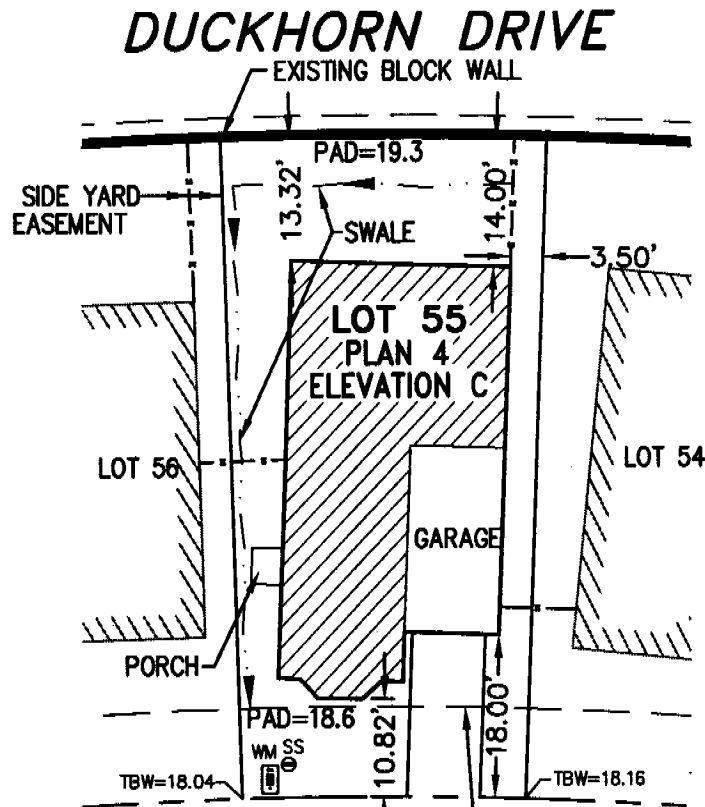 DUCKHORN DRIVE
EXISTING BLOCK WALL
PAD=19.3
SIDE YARD
EASEMENT
13.32'
14.00'
SWALE
3.50'
LOT 55
PLAN 4
ELEVATION C
LOT 56
LOT 54
GARAGE
PORCH
PAD=18.6
10.82'
18.00'
WM SS
TBW=18.04
TBW=18.16